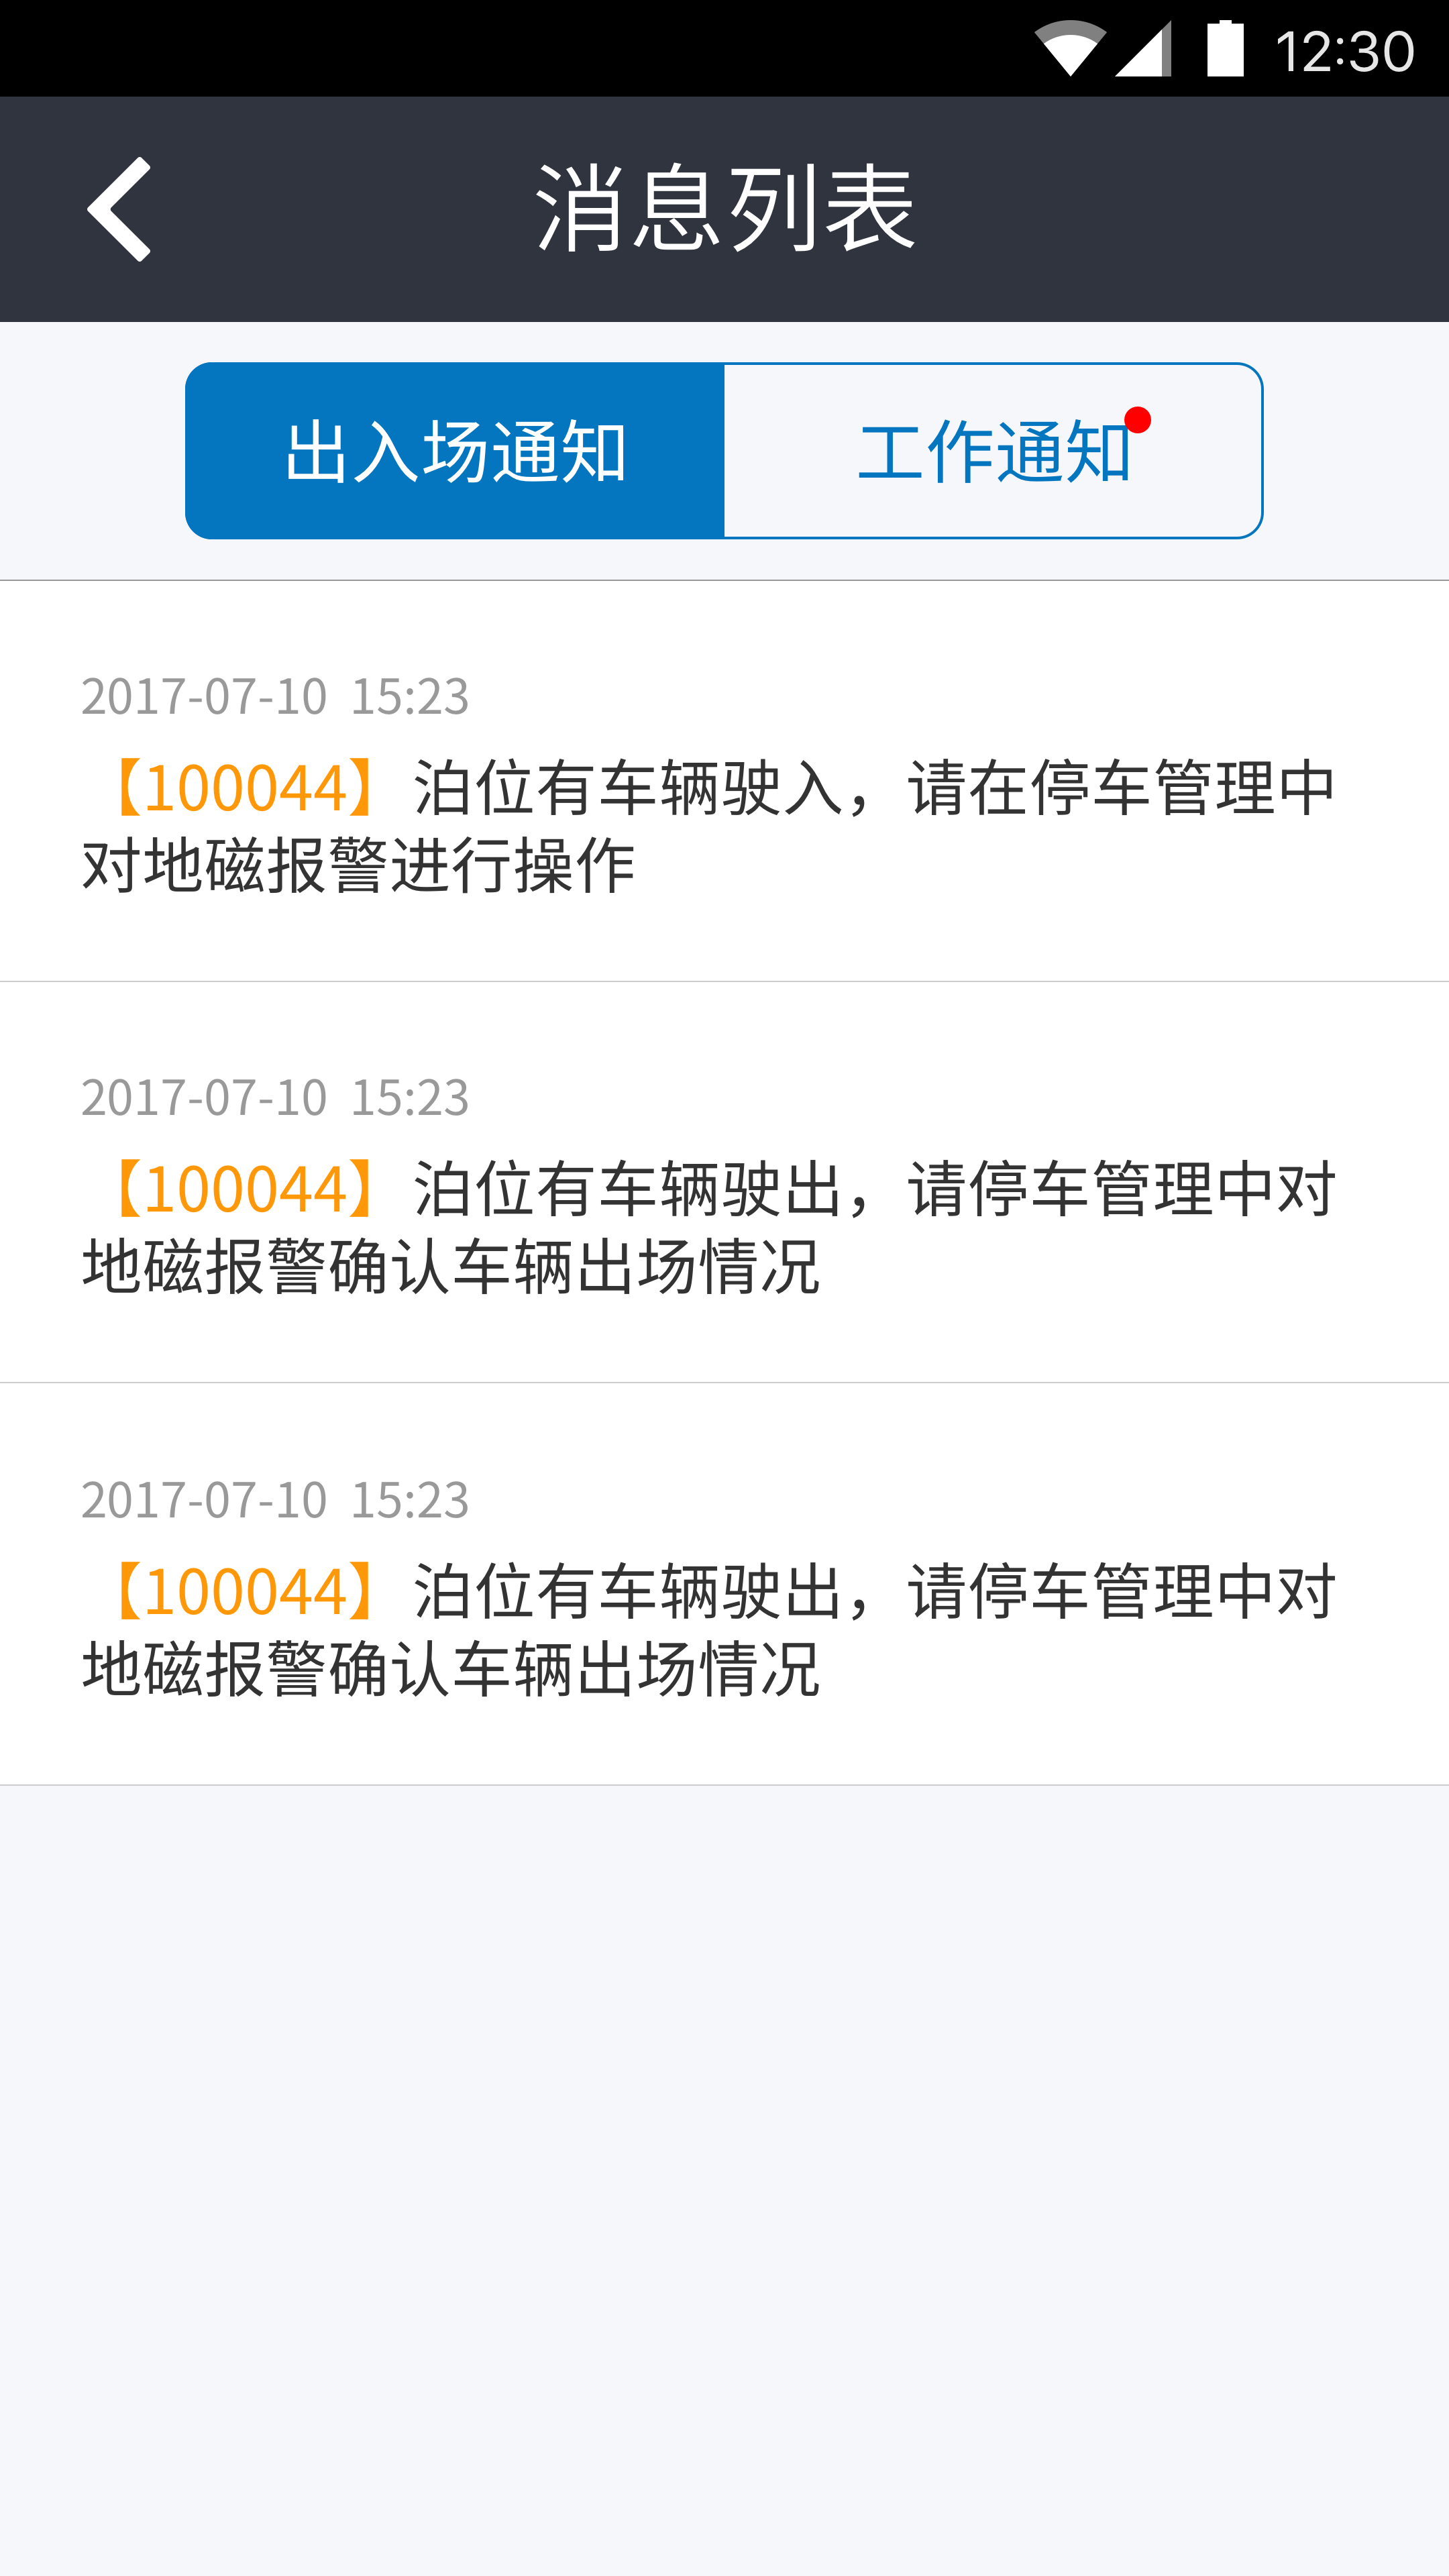 12:30
消息列表
出入场通知
工作通知
2017-07-10 15:23
【100044】泊位有车辆驶入，请在停车管理中
对地磁报警进行操作
2017-07-10 15:23
【100044】泊位有车辆驶出，请停车管理中对
地磁报警确认车辆出场情况
2017-07-10 15:23
【100044】泊位有车辆驶出，请停车管理中对
地磁报警确认车辆出场情况